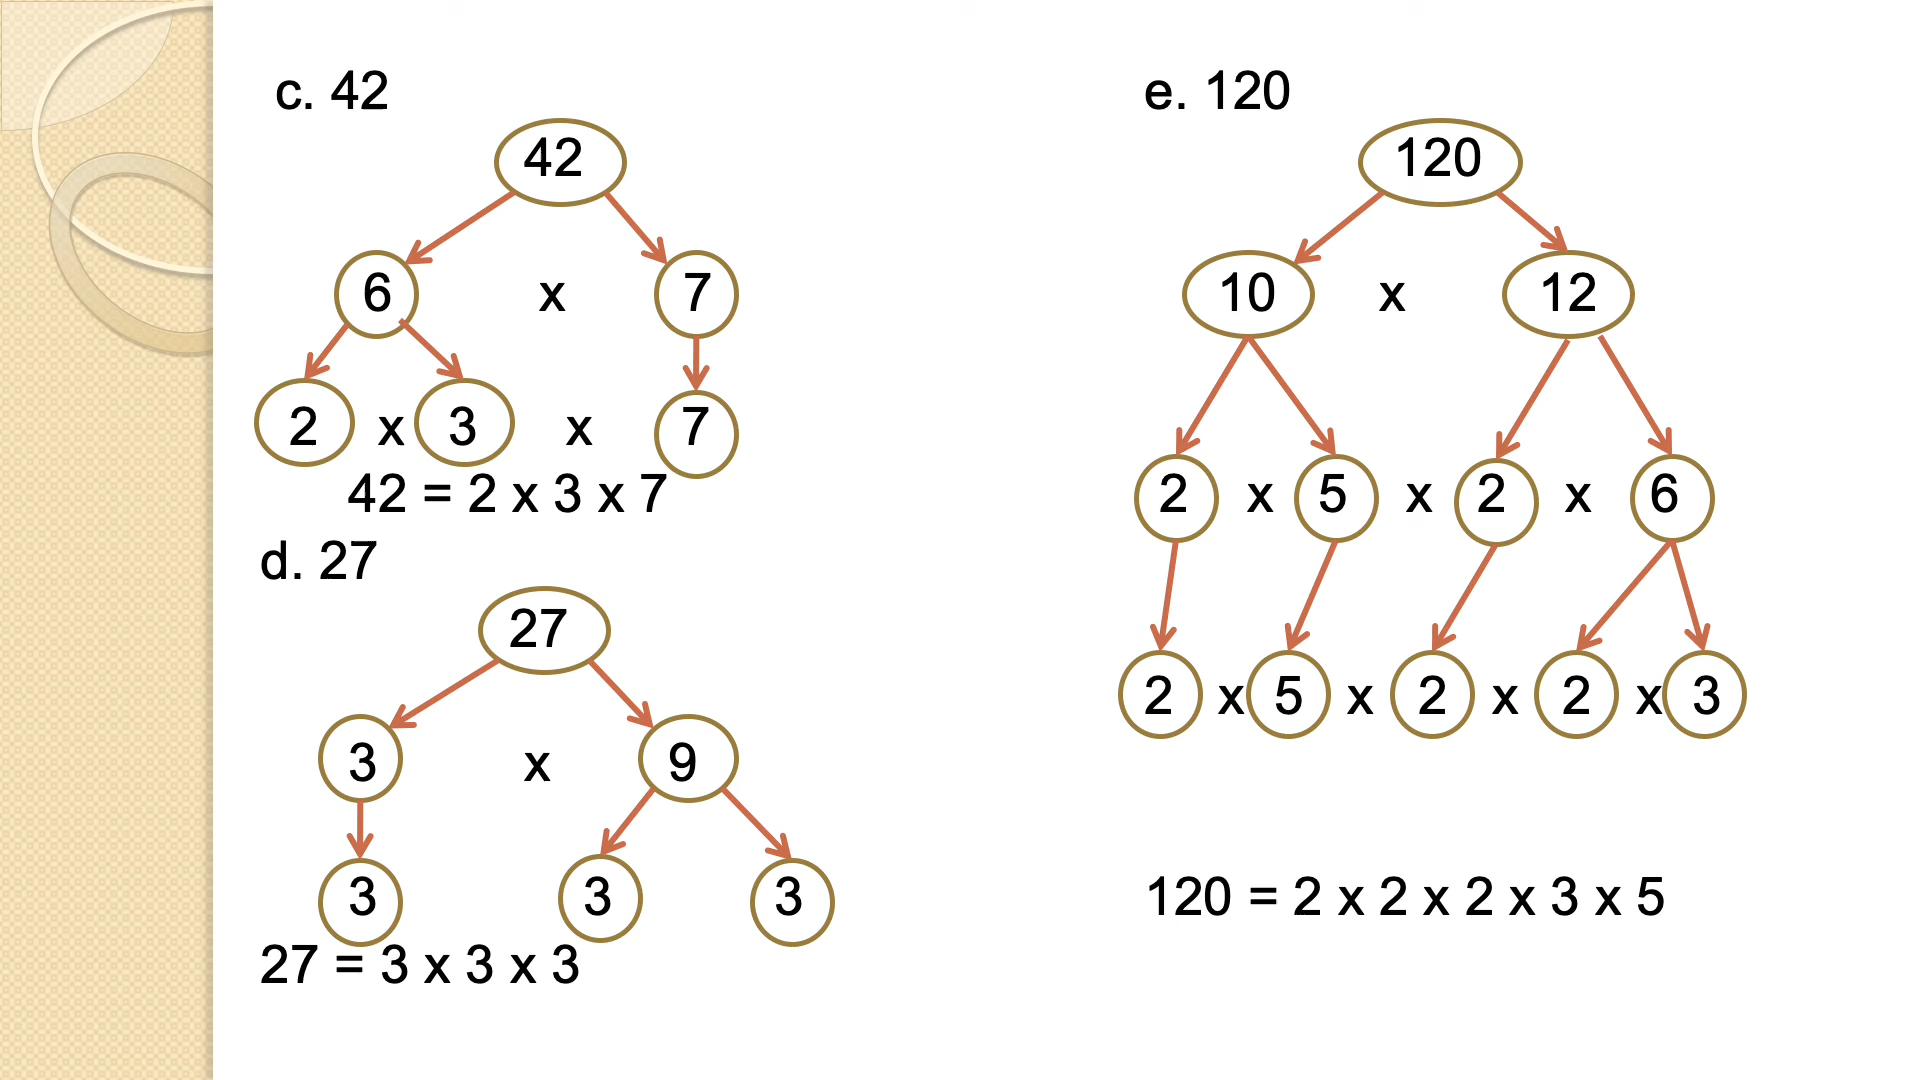 c. 42
42
6 x 7
2 x 3 x 7
42 = 2 x 3 x 7
d. 27
27
3 x 9
3 3 3
27 = 3 x 3 x 3
e. 120
120
10 x 12
2 x 5 x 2 x 6
2 x 5 x 2 x 2 x 3
120 = 2 x 2 x 2 x 3 x 5